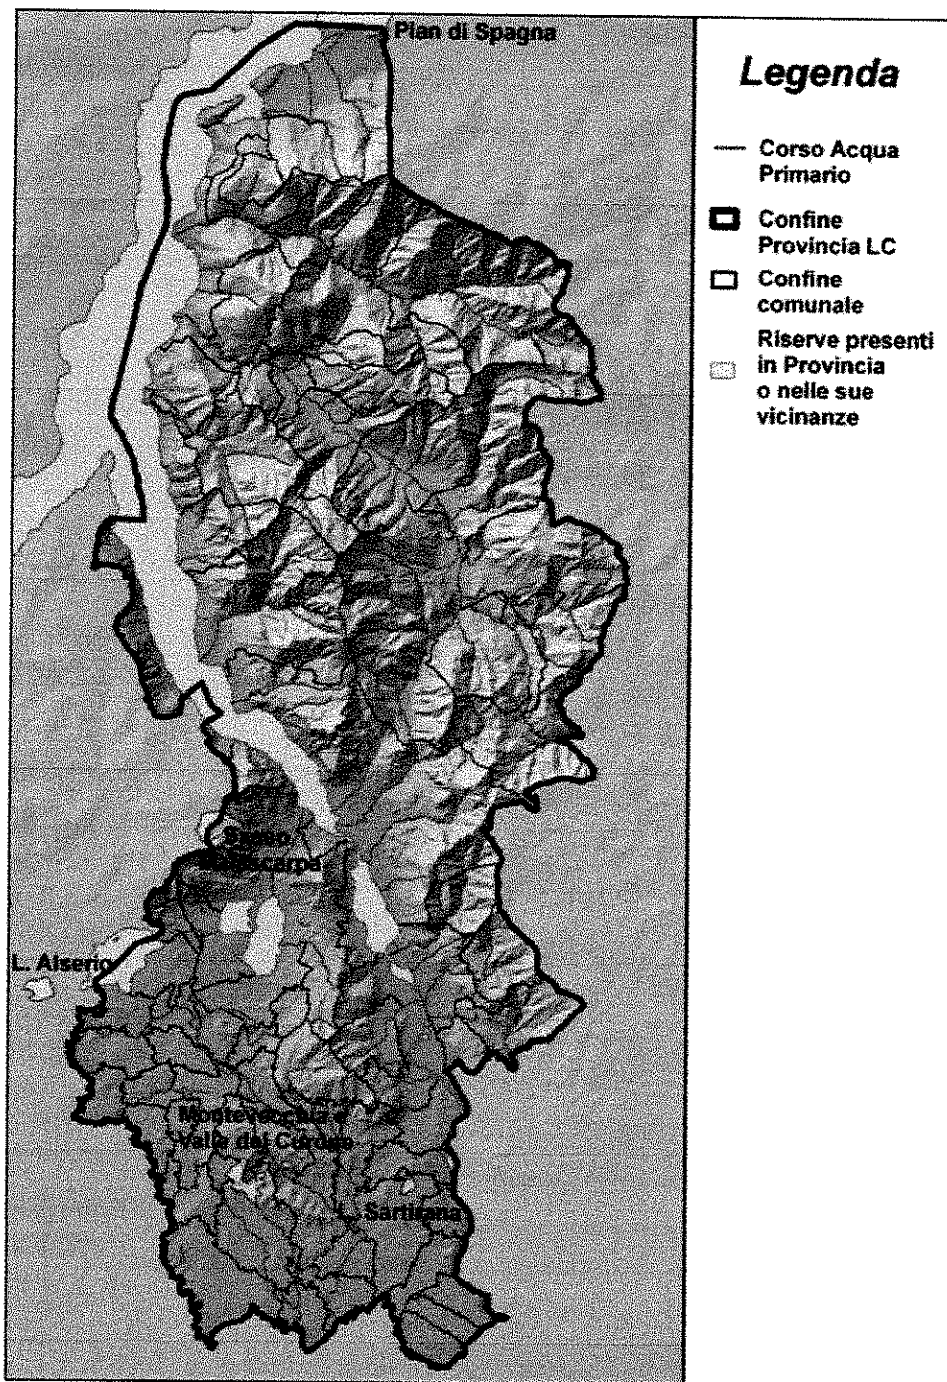 Pian di Spagna
Legenda
Corso Acqua
Primario
Confine
Provincia LC
Confine
comunale
Riserve presenti
in Provincia
o nelle sue
vicinanze
Sasso
Malascarpa
L. Alserio
Montevecchia e
Valle del Curone
L. Sartirana